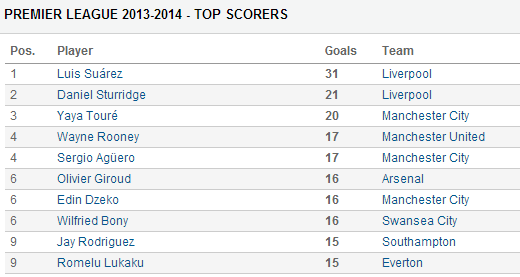 PREMIER LEAGUE 2013-2014 - TOP SCORERS
Pos. Player Goals Team
1 Luis Suárez 31 Liverpool
2 Daniel Sturridge 21 Liverpool
3 Yaya Touré 20 Manchester City
4 Wayne Rooney 17 Manchester United
4 Sergio Agüero 17 Manchester City
6 Olivier Giroud 16 Arsenal
6 Edin Dzeko 16 Manchester City
6 Wilfried Bony 16 Swansea City
9 Jay Rodriguez 15 Southampton
9 Romelu Lukaku 15 Everton